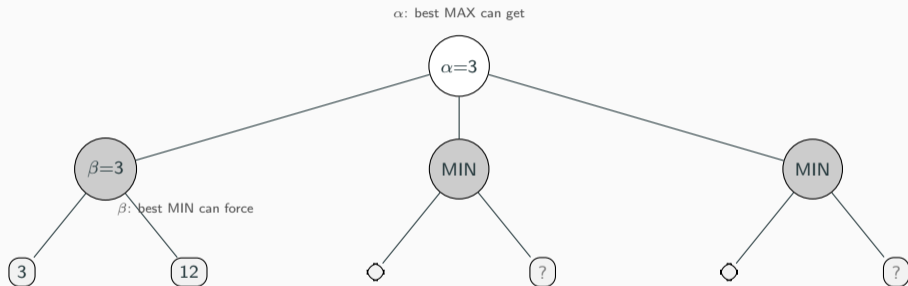 α: best MAX can get
α=3
β=3
MIN
MIN
β: best MIN can force
3
12
?
?